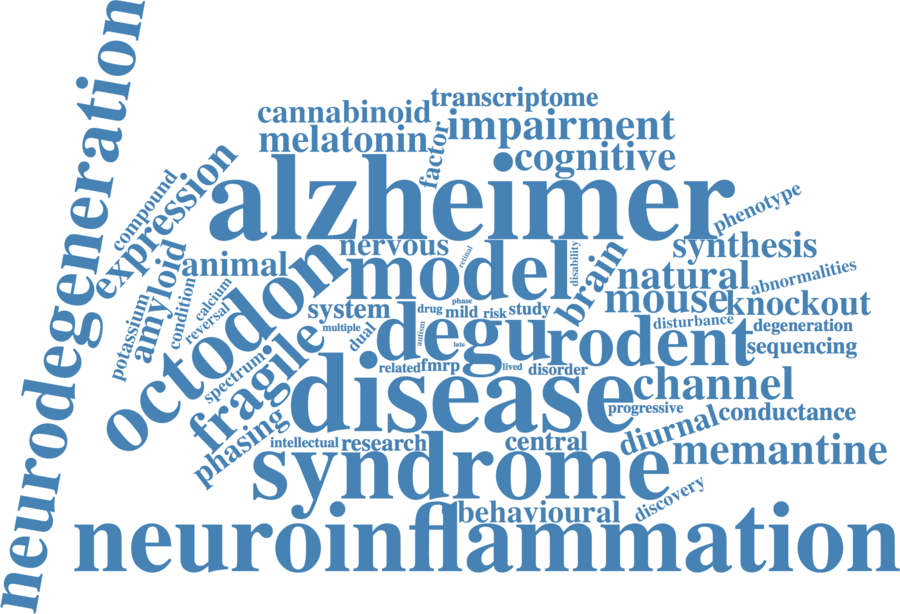 neurodegeneration
transcriptome
cannabinoid
melatonin
factor
impairment
cognitive
alzheimer
phenotype
compound
expression
amyloid
animal
nervous
octodon
model
retinal
disability
brain
synthesis
natural
abnormalities
mouse
knockout
potassium
condition
calcium
reversal
system
multiple
dual
drug
phase
mild
risk
study
autism
late
degu
rodent
disturbance
degeneration
sequencing
spectrum
fragile
related
fmrp
lived
disorder
disease
channel
progressive
conductance
diurnal
phasing
intellectual
research
central
memantine
syndrome
behavioural
discovery
neuroinflammation